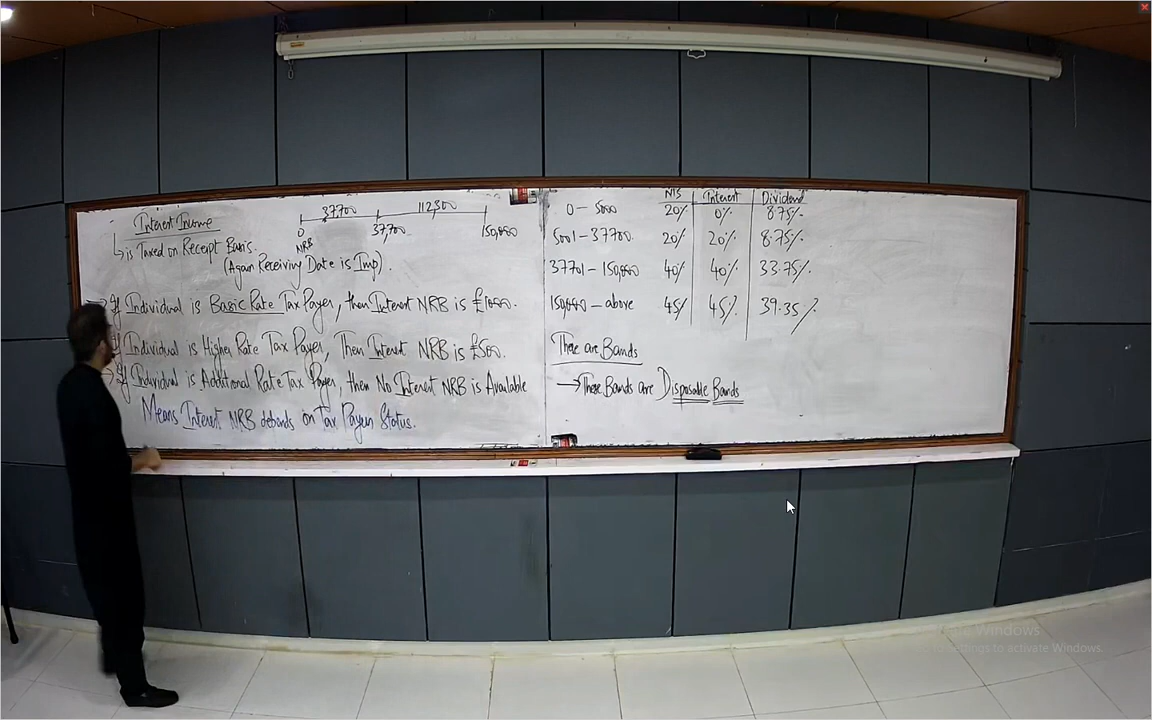 Interest Income
37,700 112,300
0 37,700 150,000
NRB
↳ is Taxed on Receipt Basis.
(Again Receiving Date is Imp).
→ If Individual is Basic Rate Tax Payer, then Interest NRB is £1000.
If Individual is Higher Rate Tax Payer, Then Interest NRB is £500.
→ If Individual is Additional Rate Tax Payer, then No Interest NRB is Available
Means Interest NRB depends on Tax Payer Status.
NIS Interest Dividend
0 – 5000 20% 0% 8.75%
5001 – 37700. 20% 20% 8.75%
37701 – 150,000 40% 40% 33.75%
150,000 – above 45% 45% 39.35%
These are Bands
→ These Bands are Disposable Bands
Settings to activate Windows.